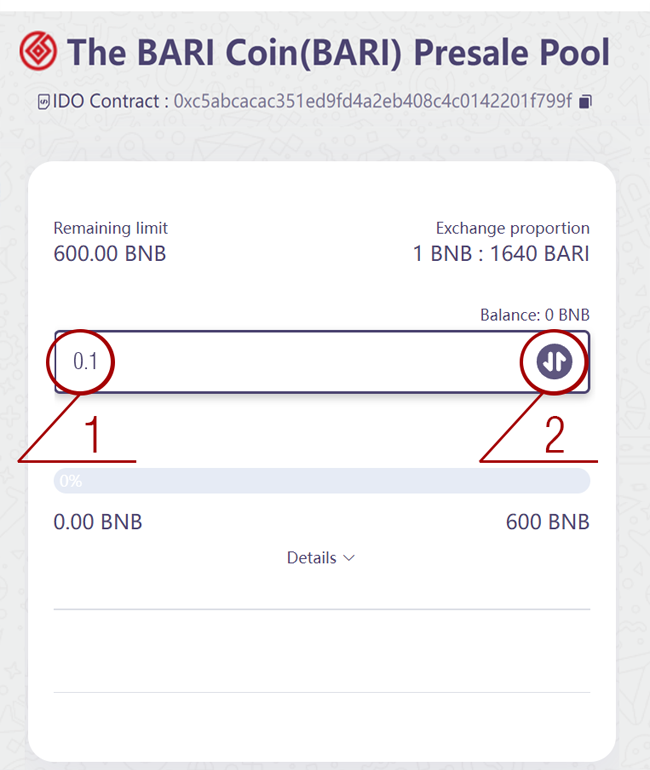 The BARI Coin(BARI) Presale Pool
IDO Contract : 0xc5abcacac351ed9fd4a2eb408c4c0142201f799f
Remaining limit
Exchange proportion
600.00 BNB
1 BNB : 1640 BARI
Balance: 0 BNB
0.1
1
2
0%
0.00 BNB
600 BNB
Details